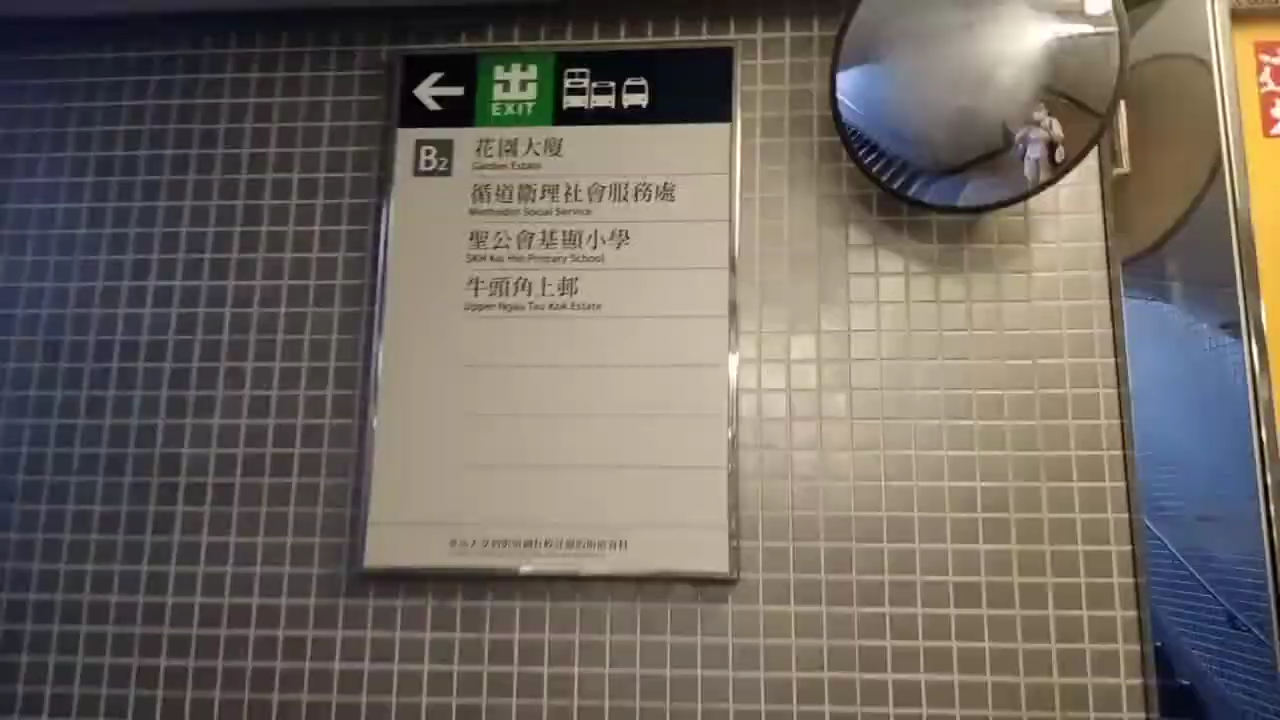 出
EXIT
B2
花園大廈
Garden Estate
循道衞理社會服務處
Methodist Social Service
聖公會基顯小學
SKH Kei Hin Primary School
牛頭角上邨
Upper Ngau Tau Kok Estate